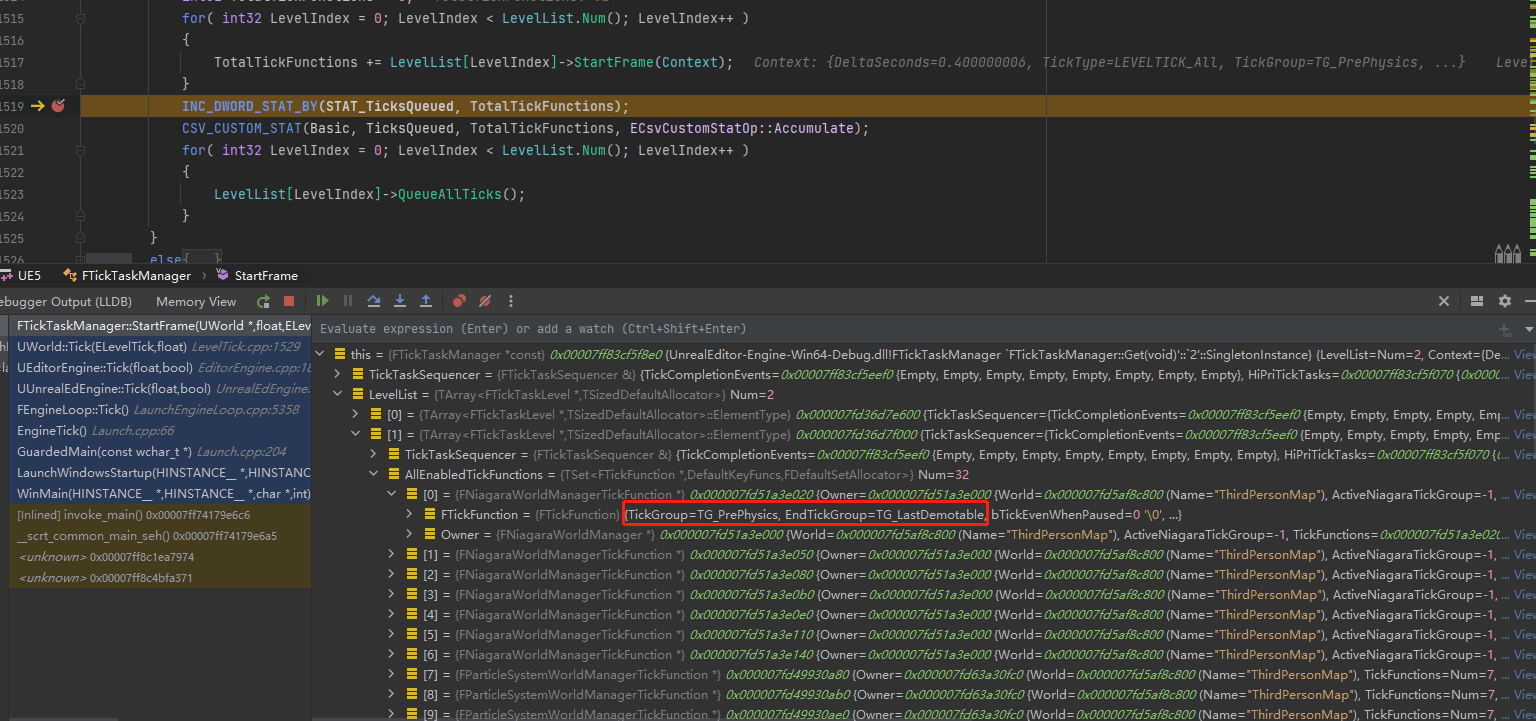 1515 for( int32 LevelIndex = 0; LevelIndex < LevelList.Num(); LevelIndex++ )
1516 {
1517 TotalTickFunctions += LevelList[LevelIndex]->StartFrame(Context); Context: {DeltaSeconds=0.400000006, TickType=LEVELTICK_All, TickGroup=TG_PrePhysics, ...} Leve
1518 }
1519 INC_DWORD_STAT_BY(STAT_TicksQueued, TotalTickFunctions);
1520 CSV_CUSTOM_STAT(Basic, TicksQueued, TotalTickFunctions, ECsvCustomStatOp::Accumulate);
1521 for( int32 LevelIndex = 0; LevelIndex < LevelList.Num(); LevelIndex++ )
1522 {
1523 LevelList[LevelIndex]->QueueAllTicks();
1524 }
1525 }
1526 else{ }
UE5 FTickTaskManager StartFrame
ebugger Output (LLDB) Memory View
FTickTaskManager::StartFrame(UWorld *,float,ELev
UWorld::Tick(ELevelTick,float) LevelTick.cpp:1529
UEditorEngine::Tick(float,bool) EditorEngine.cpp:18
UUnrealEdEngine::Tick(float,bool) UnrealEdEngine.
FEngineLoop::Tick() LaunchEngineLoop.cpp:5358
EngineTick() Launch.cpp:66
GuardedMain(const wchar_t *) Launch.cpp:204
LaunchWindowsStartup(HINSTANCE__ *,HINSTANC
WinMain(HINSTANCE__ *,HINSTANCE__ *,char *,int)
[Inlined] invoke_main() 0x00007ff74179e6c6
__scrt_common_main_seh() 0x00007ff74179e6a5
<unknown> 0x00007ff8c1ea7974
<unknown> 0x00007ff8c4bfa371
Evaluate expression (Enter) or add a watch (Ctrl+Shift+Enter)
this = {FTickTaskManager *const} 0x00007ff83cf5f8e0 {UnrealEditor-Engine-Win64-Debug.dll!FTickTaskManager `FTickTaskManager::Get(void)'::`2'::SingletonInstance} {LevelList=Num=2, Context={De... View
TickTaskSequencer = {FTickTaskSequencer &} {TickCompletionEvents=0x00007ff83cf5eef0 {Empty, Empty, Empty, Empty, Empty, Empty, Empty, Empty}, HiPriTickTasks=0x00007ff83cf5f070 {0x000... View
LevelList = {TArray<FTickTaskLevel *,TSizedDefaultAllocator>} Num=2
[0] = {TArray<FTickTaskLevel *,TSizedDefaultAllocator>::ElementType} 0x000007fd36d7e600 {TickTaskSequencer={TickCompletionEvents=0x00007ff83cf5eef0 {Empty, Empty, Empty, Empty, Emp... View
[1] = {TArray<FTickTaskLevel *,TSizedDefaultAllocator>::ElementType} 0x000007fd36d7f000 {TickTaskSequencer={TickCompletionEvents=0x00007ff83cf5eef0 {Empty, Empty, Empty, Empty, Emp... View
TickTaskSequencer = {FTickTaskSequencer &} {TickCompletionEvents=0x00007ff83cf5eef0 {Empty, Empty, Empty, Empty, Empty, Empty, Empty, Empty}, HiPriTickTasks=0x00007ff83cf5f070 {... View
AllEnabledTickFunctions = {TSet<FTickFunction *,DefaultKeyFuncs,FDefaultSetAllocator>} Num=32
[0] = {FNiagaraWorldManagerTickFunction *} 0x000007fd51a3e020 {Owner=0x000007fd51a3e000 {World=0x000007fd5af8c800 (Name="ThirdPersonMap"), ActiveNiagaraTickGroup=-1, ... View
FTickFunction = {FTickFunction} {TickGroup=TG_PrePhysics, EndTickGroup=TG_LastDemotable, bTickEvenWhenPaused=0 '\0', ...}
Owner = {FNiagaraWorldManager *} 0x000007fd51a3e000 {World=0x000007fd5af8c800 (Name="ThirdPersonMap"), ActiveNiagaraTickGroup=-1, TickFunctions=0x000007fd51a3e020... View
[1] = {FNiagaraWorldManagerTickFunction *} 0x000007fd51a3e050 {Owner=0x000007fd51a3e000 {World=0x000007fd5af8c800 (Name="ThirdPersonMap"), ActiveNiagaraTickGroup=-1, ... View
[2] = {FNiagaraWorldManagerTickFunction *} 0x000007fd51a3e080 {Owner=0x000007fd51a3e000 {World=0x000007fd5af8c800 (Name="ThirdPersonMap"), ActiveNiagaraTickGroup=-1, ... View
[3] = {FNiagaraWorldManagerTickFunction *} 0x000007fd51a3e0b0 {Owner=0x000007fd51a3e000 {World=0x000007fd5af8c800 (Name="ThirdPersonMap"), ActiveNiagaraTickGroup=-1, ... View
[4] = {FNiagaraWorldManagerTickFunction *} 0x000007fd51a3e0e0 {Owner=0x000007fd51a3e000 {World=0x000007fd5af8c800 (Name="ThirdPersonMap"), ActiveNiagaraTickGroup=-1, ... View
[5] = {FNiagaraWorldManagerTickFunction *} 0x000007fd51a3e110 {Owner=0x000007fd51a3e000 {World=0x000007fd5af8c800 (Name="ThirdPersonMap"), ActiveNiagaraTickGroup=-1, ... View
[6] = {FNiagaraWorldManagerTickFunction *} 0x000007fd51a3e140 {Owner=0x000007fd51a3e000 {World=0x000007fd5af8c800 (Name="ThirdPersonMap"), ActiveNiagaraTickGroup=-1, ... View
[7] = {FParticleSystemWorldManagerTickFunction *} 0x000007fd49930a80 {Owner=0x000007fd63a30fc0 {World=0x000007fd5af8c800 (Name="ThirdPersonMap"), TickFunctions=Num=7, ... View
[8] = {FParticleSystemWorldManagerTickFunction *} 0x000007fd49930ab0 {Owner=0x000007fd63a30fc0 {World=0x000007fd5af8c800 (Name="ThirdPersonMap"), TickFunctions=Num=7, ... View
[9] = {FParticleSystemWorldManagerTickFunction *} 0x000007fd49930ae0 {Owner=0x000007fd63a30fc0 {World=0x000007fd5af8c800 (Name="ThirdPersonMap"), TickFunctions=Num=7, ... View